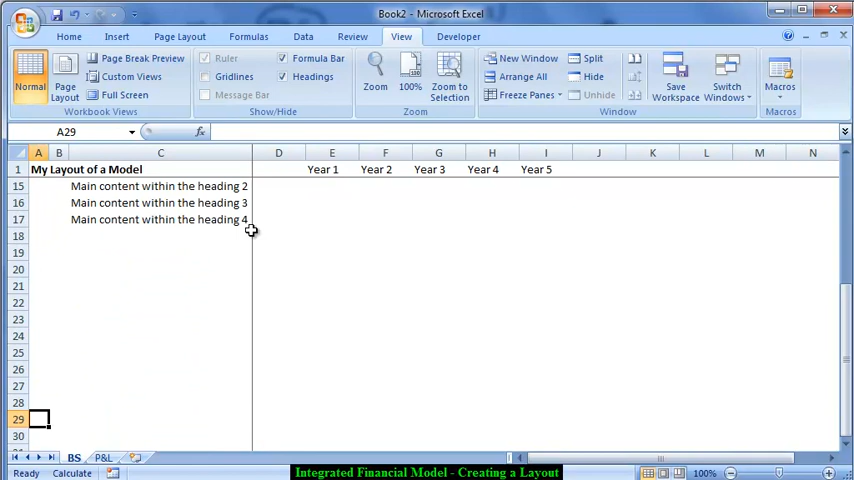 Book2 - Microsoft Excel
Home Insert Page Layout Formulas Data Review View Developer
Normal
Page Layout
Page Break Preview
Custom Views
Full Screen
Workbook Views
Ruler
Gridlines
Message Bar
Formula Bar
Headings
Show/Hide
Zoom
100%
Zoom to Selection
Zoom
New Window
Arrange All
Freeze Panes
Split
Hide
Unhide
Save Workspace
Switch Windows
Window
Macros
Macros
A29 fx
A B C D E F G H I J K L M N
1 My Layout of a Model Year 1 Year 2 Year 3 Year 4 Year 5
15 Main content within the heading 2
16 Main content within the heading 3
17 Main content within the heading 4
18
19
20
21
22
23
24
25
26
27
28
29
30
BS P&L
Ready Calculate
Integrated Financial Model - Creating a Layout
100%